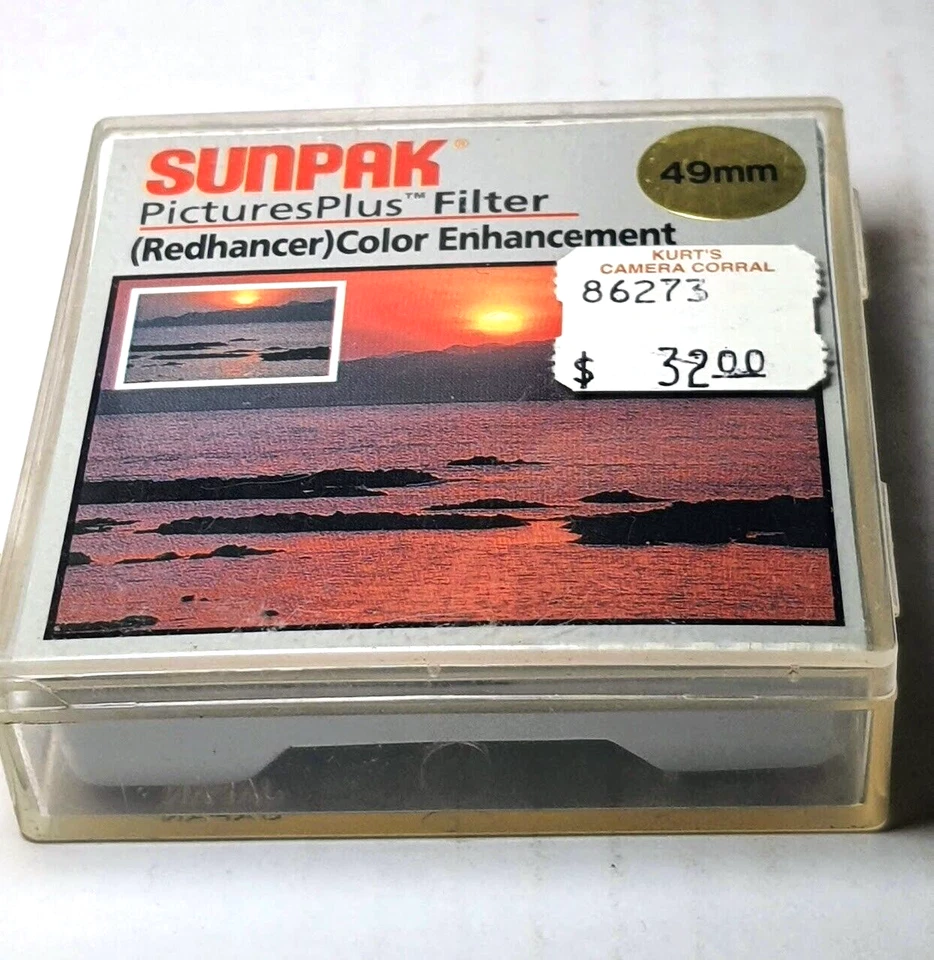 SUNPAK®
PicturesPlus™ Filter
(Redhancer)Color Enhancement
49mm
KURT'S
CAMERA CORRAL
86273
$ 32.00